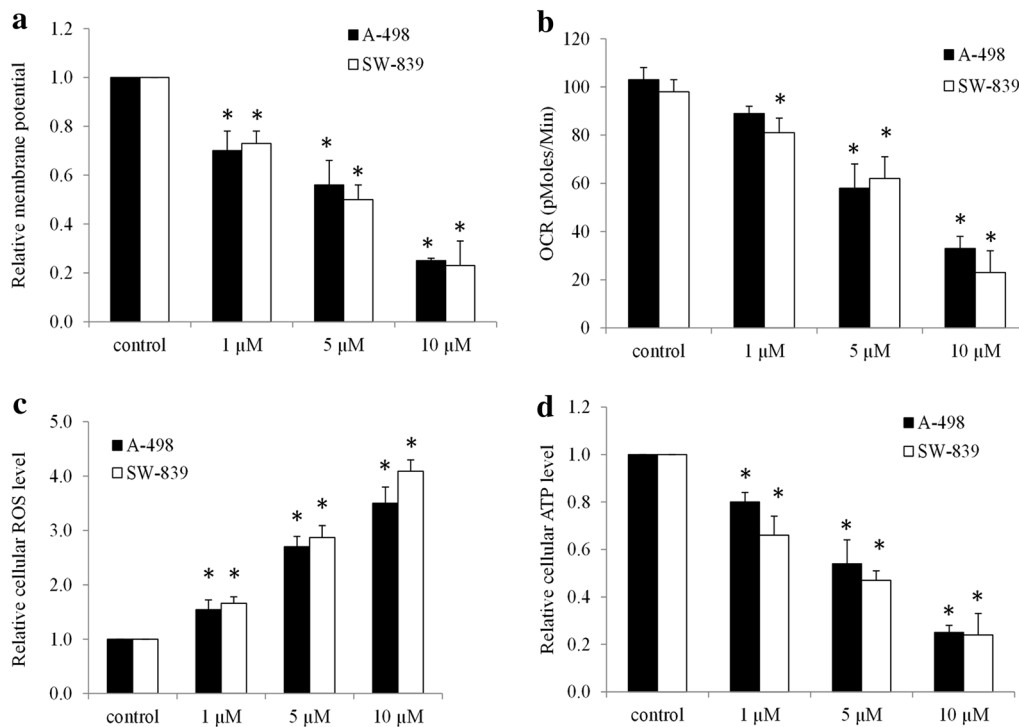 a
Relative membrane potential
1.2
1.0
0.8
0.6
0.4
0.2
0.0
A-498
SW-839
* * * * * *
control 1 μM 5 μM 10 μM
b
OCR (pMoles/Min)
120
100
80
60
40
20
0
A-498
SW-839
* * * * *
control 1 μM 5 μM 10 μM
c
Relative cellular ROS level
5.0
4.0
3.0
2.0
1.0
0.0
A-498
SW-839
* * * * * *
control 1 μM 5 μM 10 μM
d
Relative cellular ATP level
1.2
1.0
0.8
0.6
0.4
0.2
0.0
A-498
SW-839
* * * * * *
control 1 μM 5 μM 10 μM